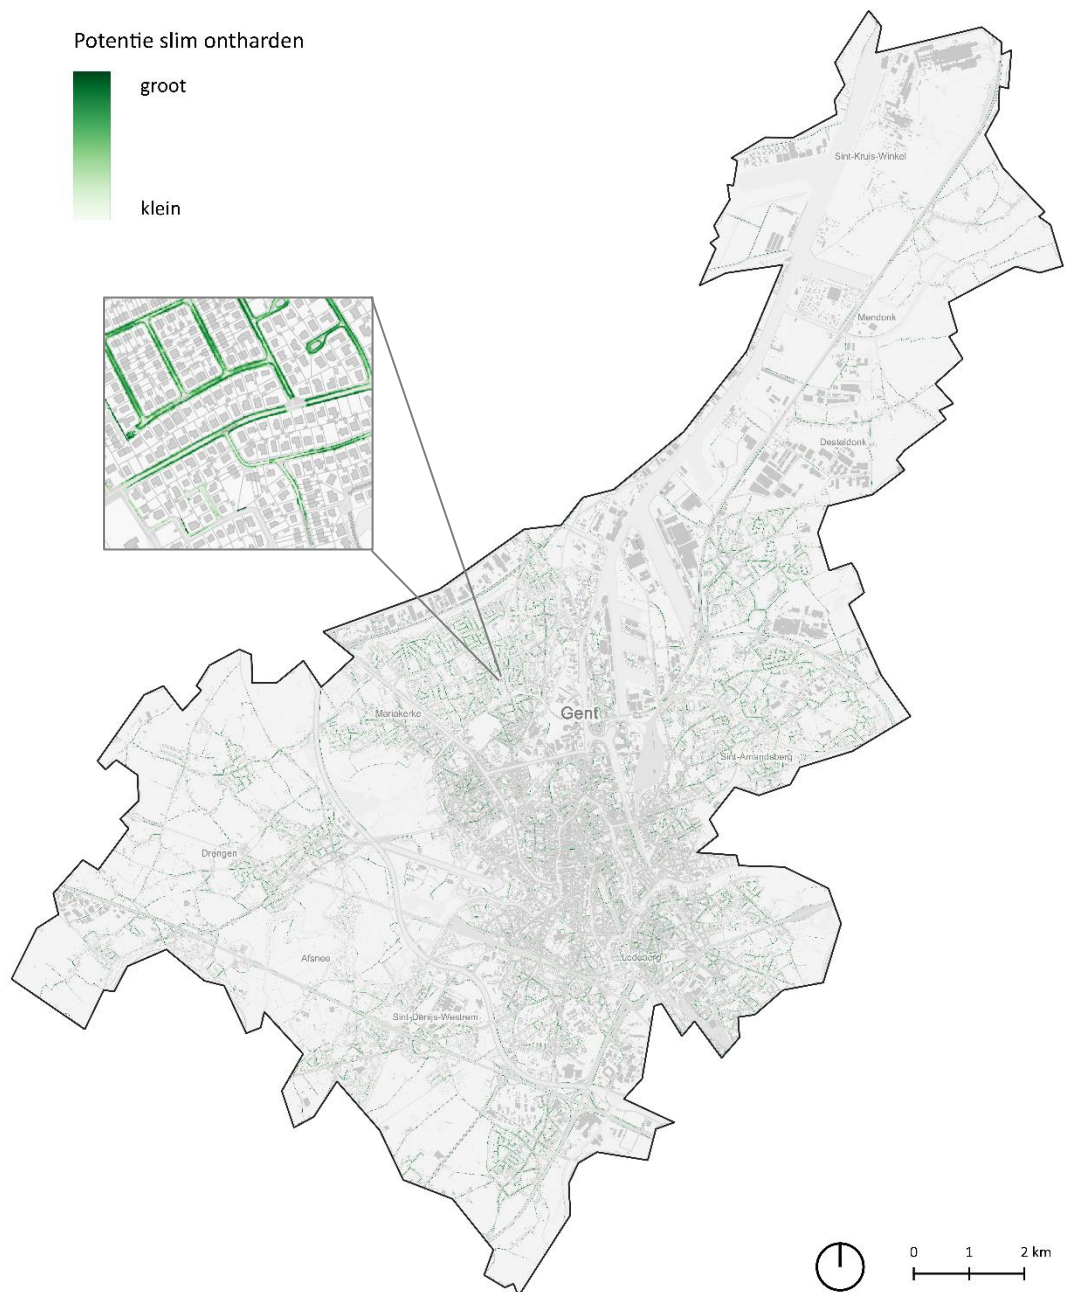 Potentie slim ontharden
groot
klein
Sint-Kruis-Winkel
Mendonk
Desteldonk
Gent
Mariakerke
Sint-Amandsberg
Drongen
Ledeberg
Afsnee
Sint-Denijs-Westrem
0 1 2 km